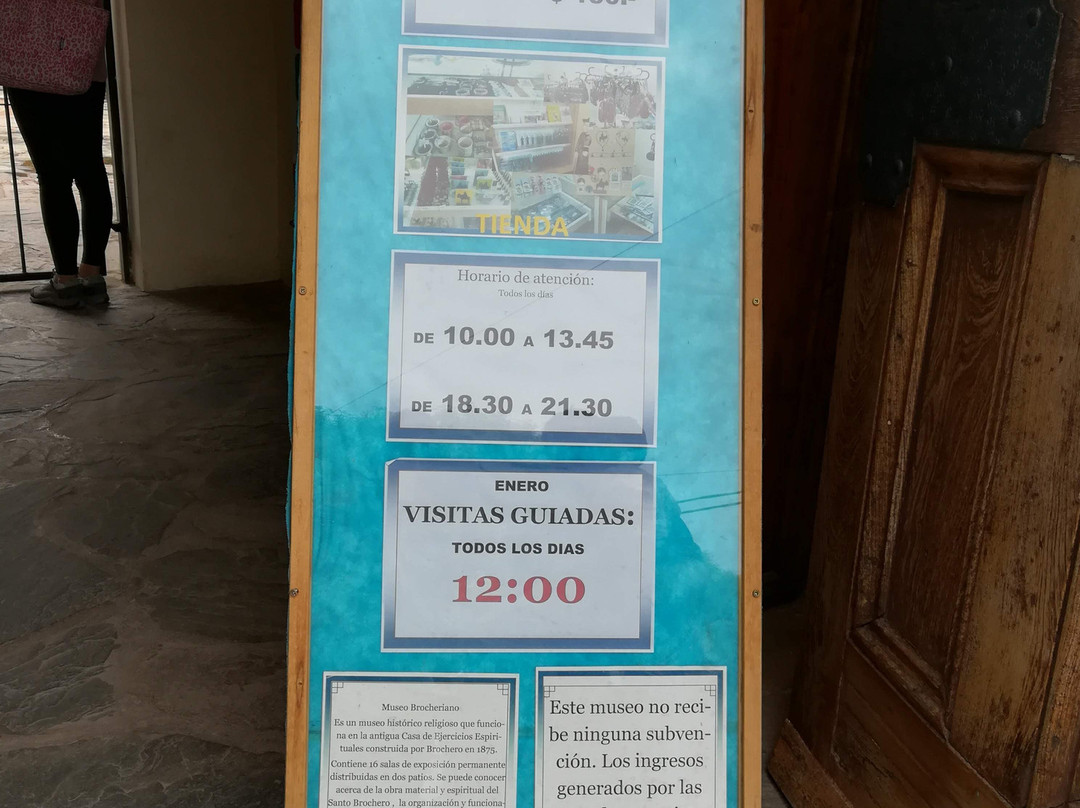 TIENDA
Horario de atención:
Todos los días
DE 10.00 A 13.45
DE 18.30 A 21.30
ENERO
VISITAS GUIADAS:
TODOS LOS DIAS
12:00
Museo Brocheriano
Es un museo histórico religioso que funcio-
na en la antigua Casa de Ejercicios Espiri-
tuales construida por Brochero en 1875.
Contiene 16 salas de exposición permanente
distribuidas en dos patios. Se puede conocer
acerca de la obra material y espiritual del
Santo Brochero , la organización y funciona-
Este museo no reci-
be ninguna subven-
ción. Los ingresos
generados por las